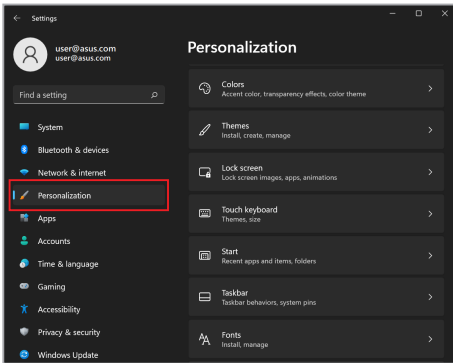 Settings
user@asus.com
user@asus.com
Find a setting
System
Bluetooth & devices
Network & internet
Personalization
Apps
Accounts
Time & language
Gaming
Accessibility
Privacy & security
Windows Update
Personalization
Colors
Accent color, transparency effects, color theme
Themes
Install, create, manage
Lock screen
Lock screen images, apps, animations
Touch keyboard
Themes, size
Start
Recent apps and items, folders
Taskbar
Taskbar behaviors, system pins
Fonts
Install, manage